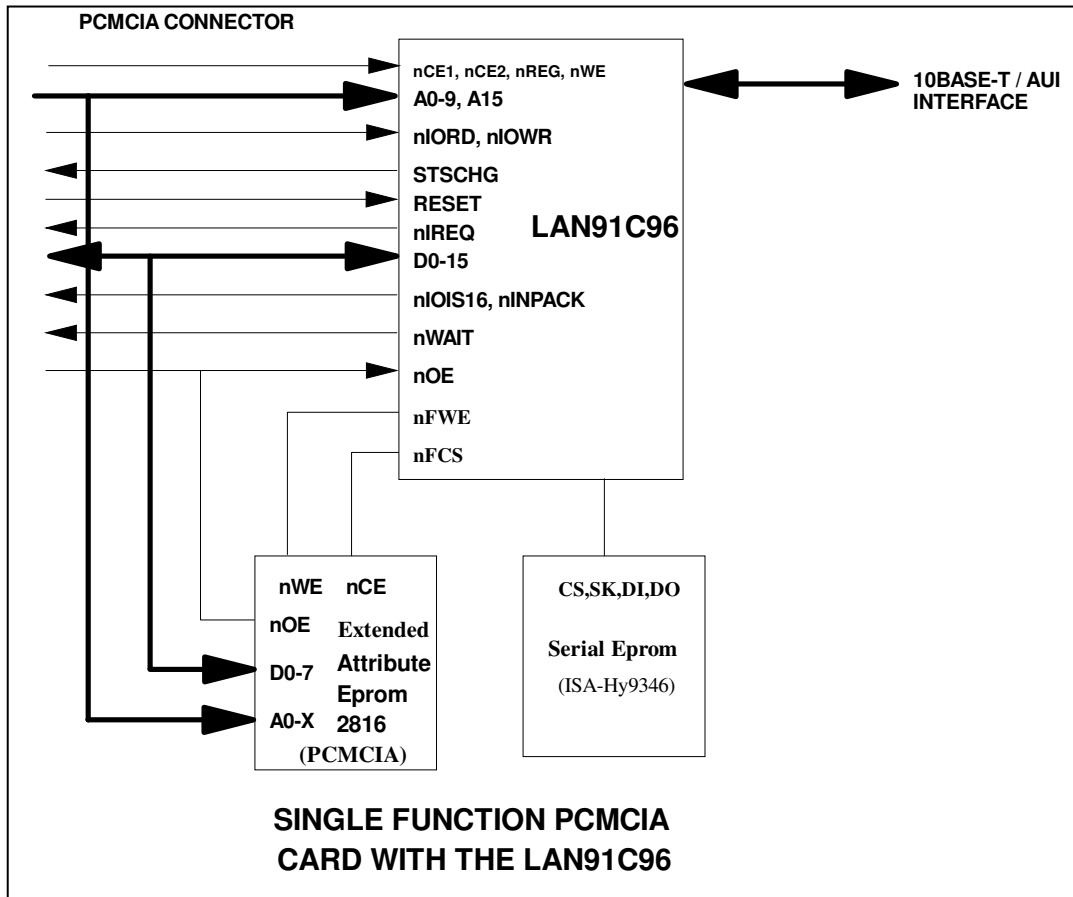 PCMCIA CONNECTOR
nCE1, nCE2, nREG, nWE
A0-9, A15
nIORD, nIOWR
STSCHG
RESET
nIREQ
D0-15
nIOIS16, nINPACK
nWAIT
nOE
nFWE
nFCS
LAN91C96
10BASE-T / AUI
INTERFACE
nWE nCE
nOE
D0-7
A0-X
Extended
Attribute
Eprom
2816
(PCMCIA)
CS,SK,DI,DO
Serial Eprom
(ISA-Hy9346)
SINGLE FUNCTION PCMCIA
CARD WITH THE LAN91C96